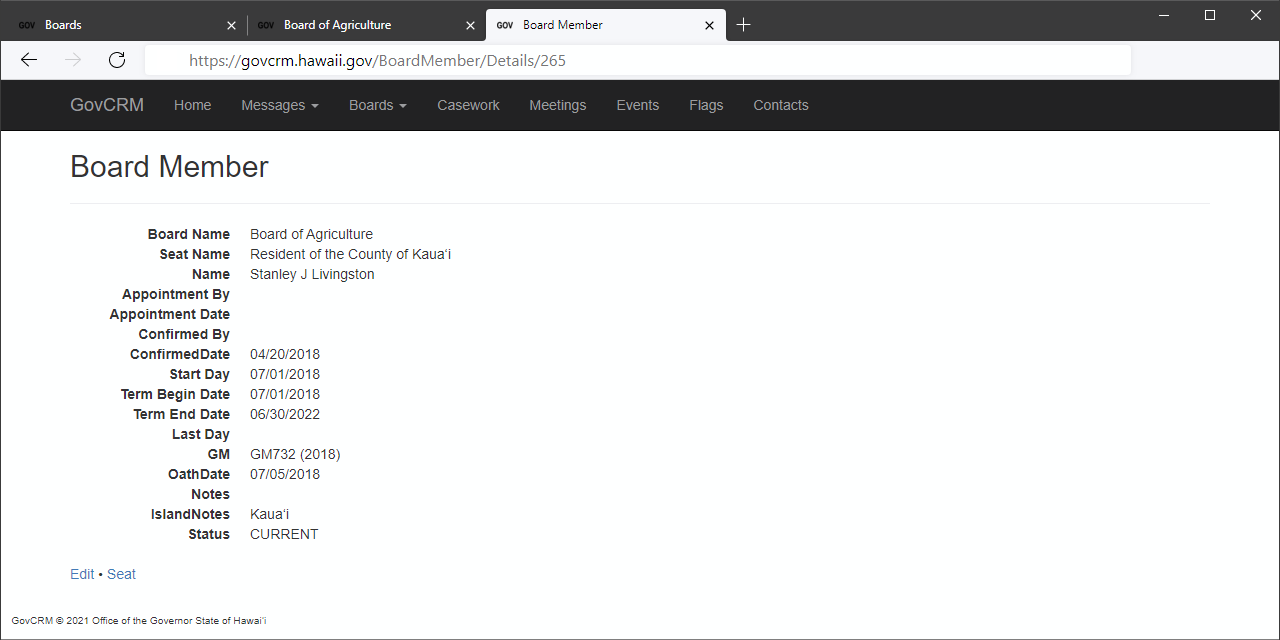 GOV Boards
GOV Board of Agriculture
GOV Board Member
https://govcrm.hawaii.gov/BoardMember/Details/265
GovCRM Home Messages Boards Casework Meetings Events Flags Contacts
Board Member
Board Name Board of Agriculture
Seat Name Resident of the County of Kauaʻi
Name Stanley J Livingston
Appointment By
Appointment Date
Confirmed By
ConfirmedDate 04/20/2018
Start Day 07/01/2018
Term Begin Date 07/01/2018
Term End Date 06/30/2022
Last Day
GM GM732 (2018)
OathDate 07/05/2018
Notes
IslandNotes Kauaʻi
Status CURRENT
Edit • Seat
GovCRM © 2021 Office of the Governor State of Hawaiʻi